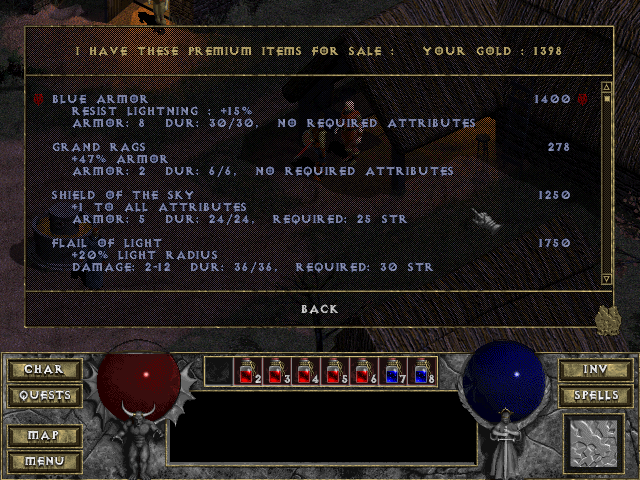 I HAVE THESE PREMIUM ITEMS FOR SALE : YOUR GOLD : 1398
BLUE ARMOR 1400
RESIST LIGHTNING : +15%
ARMOR: 8 DUR: 30/30, NO REQUIRED ATTRIBUTES
GRAND RAGS 278
+47% ARMOR
ARMOR: 2 DUR: 6/6, NO REQUIRED ATTRIBUTES
SHIELD OF THE SKY 1250
+1 TO ALL ATTRIBUTES
ARMOR: 5 DUR: 24/24, REQUIRED: 25 STR
FLAIL OF LIGHT 1750
+20% LIGHT RADIUS
DAMAGE: 2-12 DUR: 36/36, REQUIRED: 30 STR
BACK
CHAR 2 3 4 5 6 7 8 INV
QUESTS SPELLS
MAP
MENU